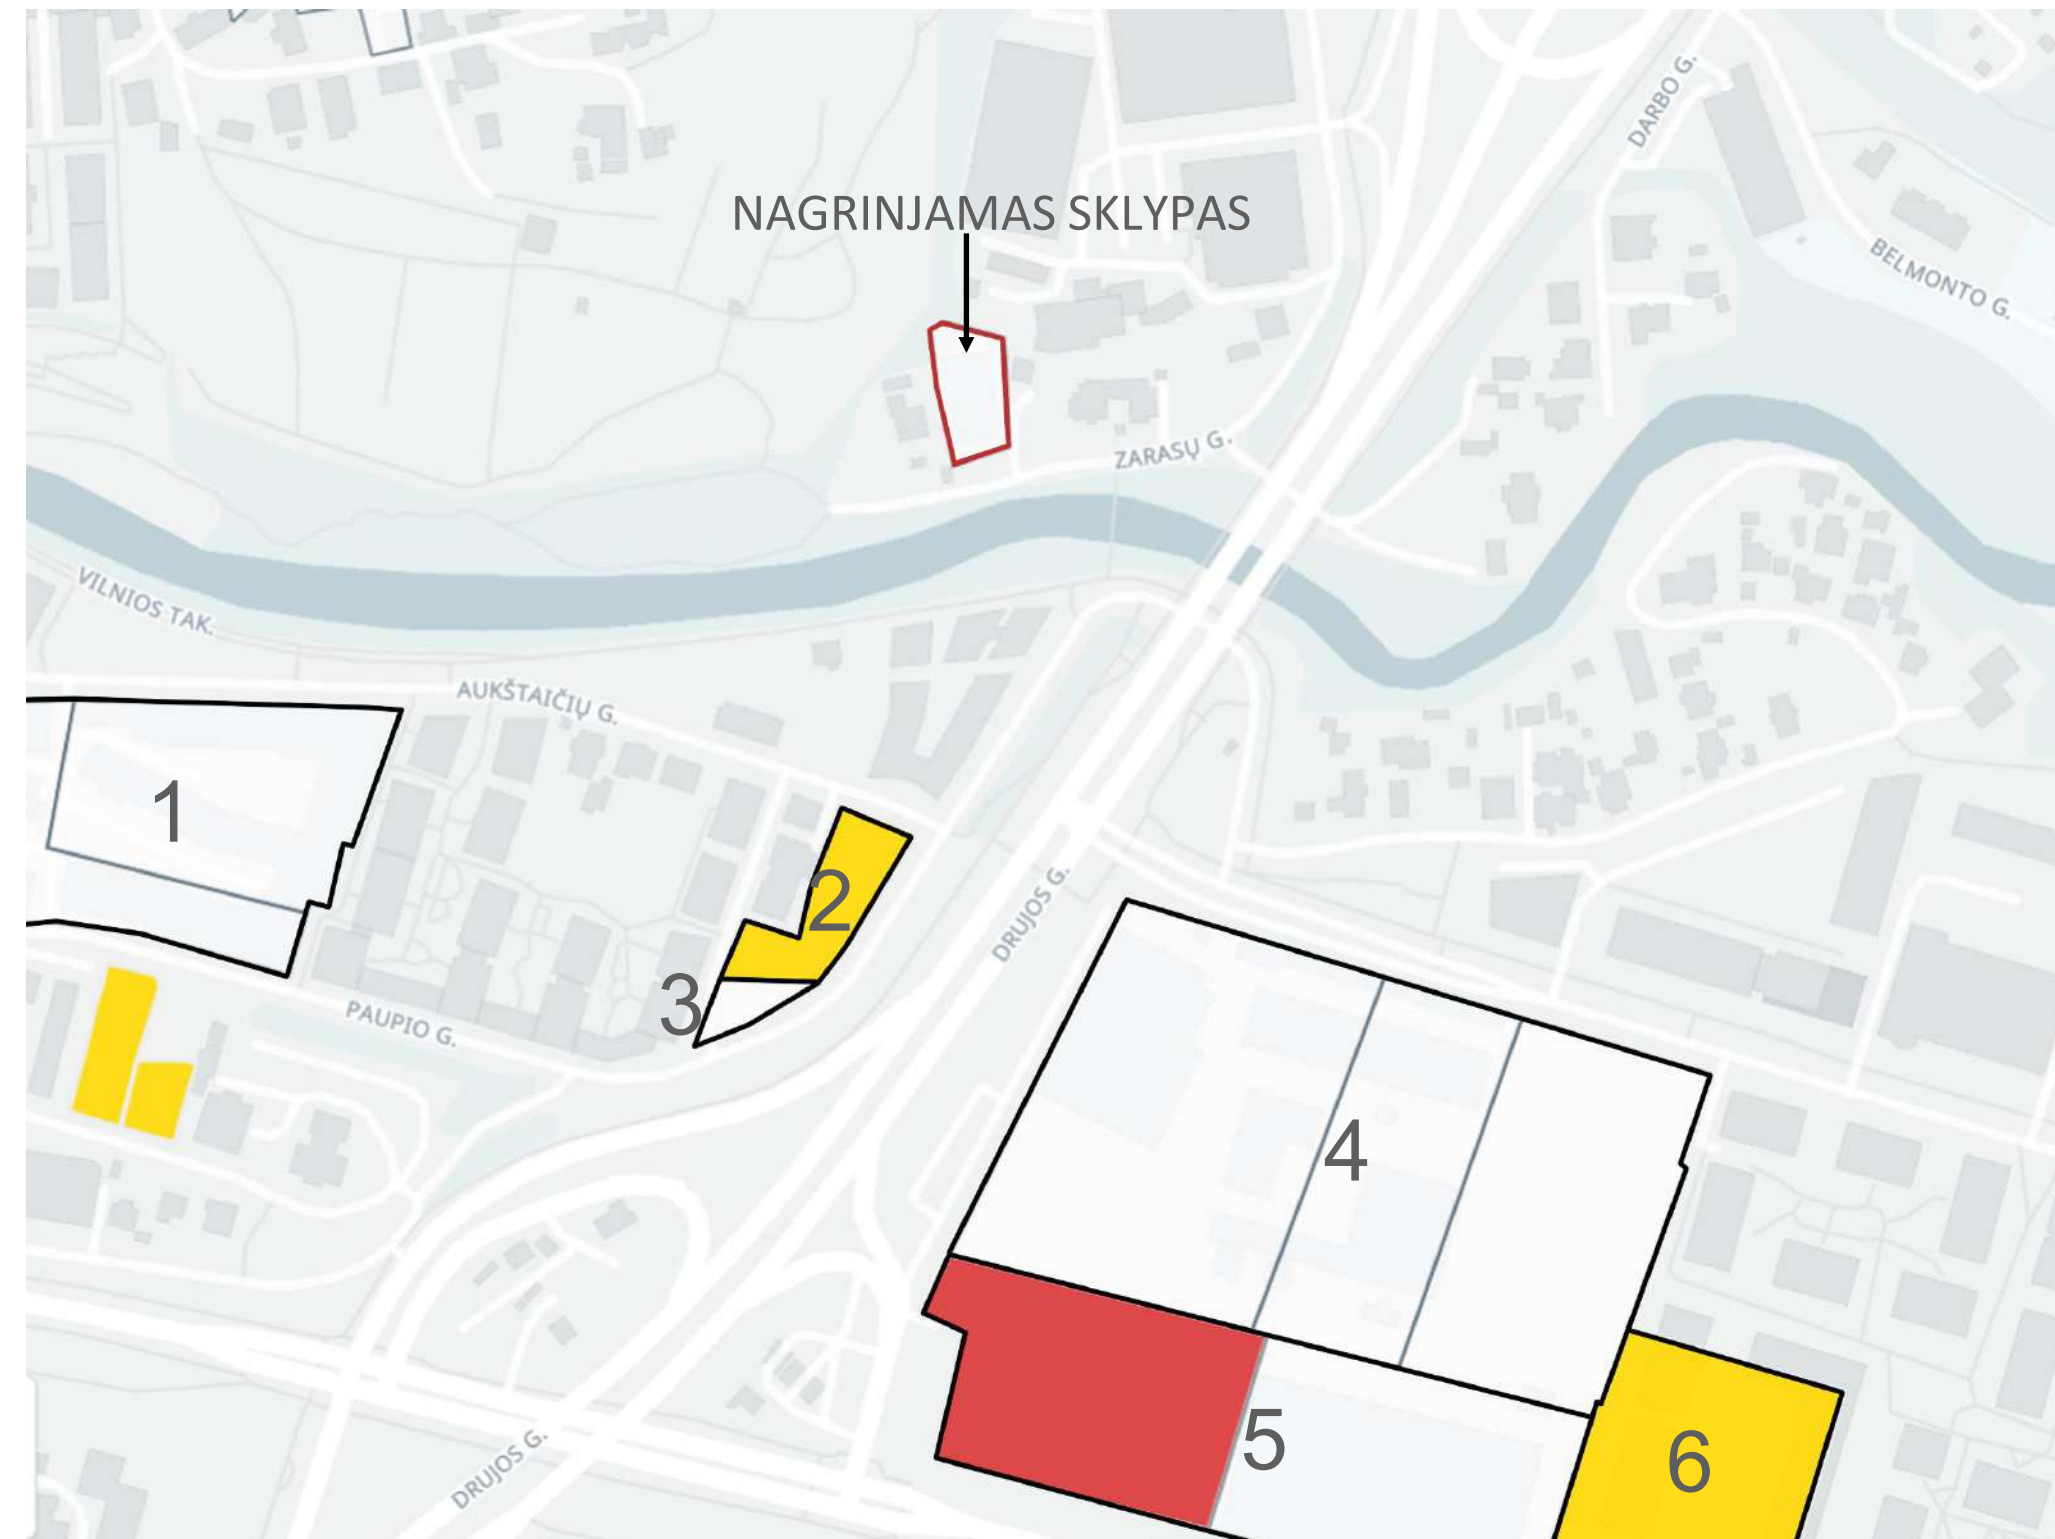 DARBO G.
NAGRINJAMAS SKLYPAS
BELMONTO G.
ZARASŲ G.
VILNIOS TAK.
AUKŠTAIČIŲ G.
1
2
DRUJOS G.
3
PAUPIO G.
4
5
6
DRUJOS G.